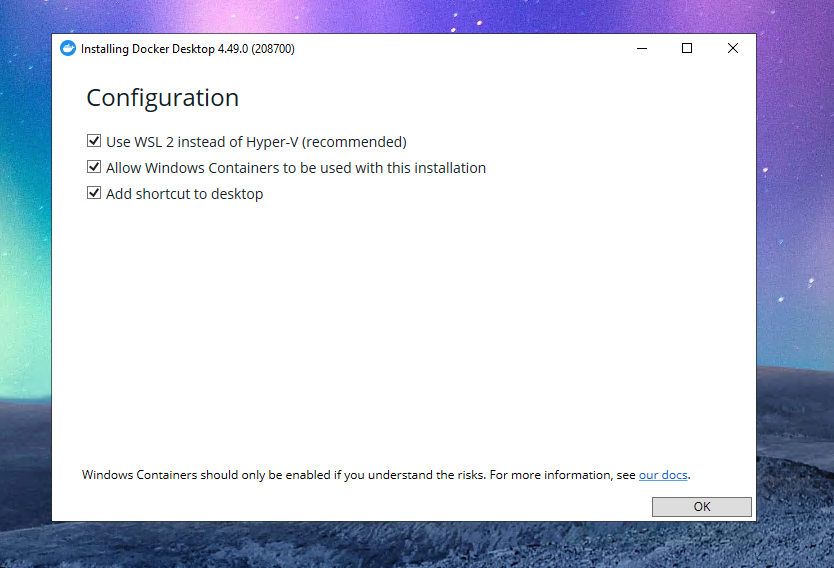 Installing Docker Desktop 4.49.0 (208700)
Configuration
Use WSL 2 instead of Hyper-V (recommended)
Allow Windows Containers to be used with this installation
Add shortcut to desktop
Windows Containers should only be enabled if you understand the risks. For more information, see our docs.
OK